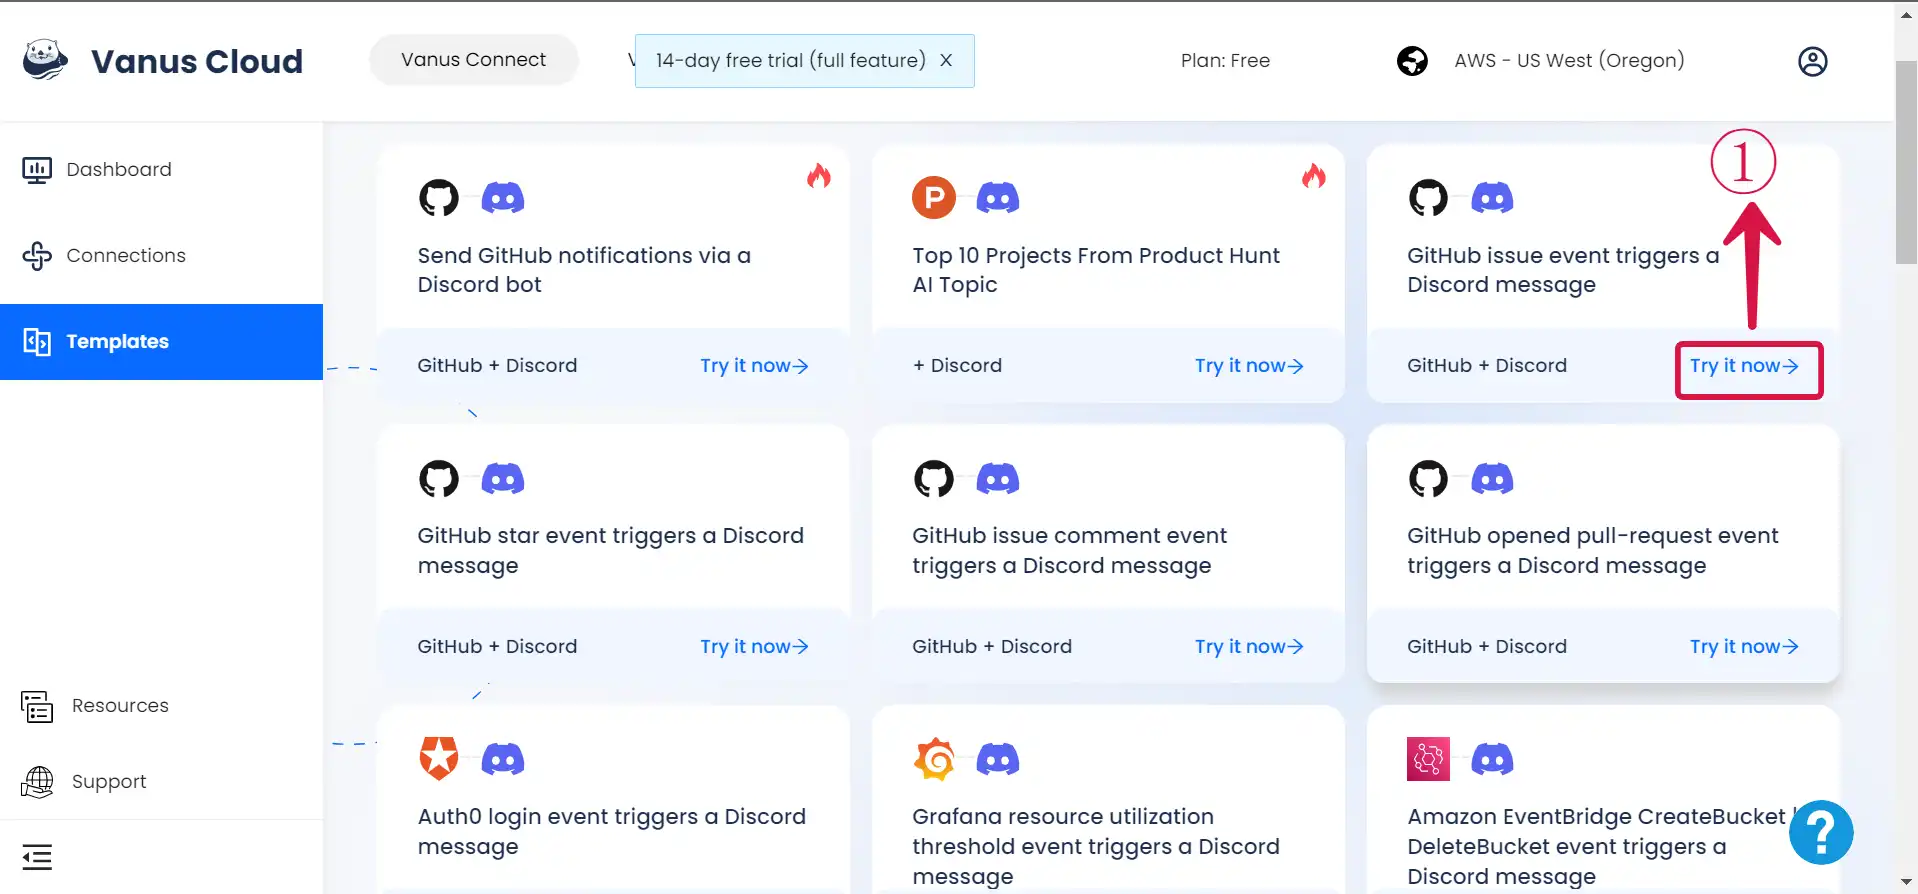 Vanus Cloud
Vanus Connect
14-day free trial (full feature) X
Plan: Free
AWS - US West (Oregon)
Dashboard
Connections
Templates
Resources
Support
1
Send GitHub notifications via a
Discord bot
GitHub + Discord
Try it now→
P
Top 10 Projects From Product Hunt
AI Topic
+ Discord
Try it now→
GitHub issue event triggers a
Discord message
GitHub + Discord
Try it now→
GitHub star event triggers a Discord
message
GitHub + Discord
Try it now→
GitHub issue comment event
triggers a Discord message
GitHub + Discord
Try it now→
GitHub opened pull-request event
triggers a Discord message
GitHub + Discord
Try it now→
Auth0 login event triggers a Discord
message
Grafana resource utilization
threshold event triggers a Discord
message
Amazon EventBridge CreateBucket
DeleteBucket event triggers a
Discord message
?